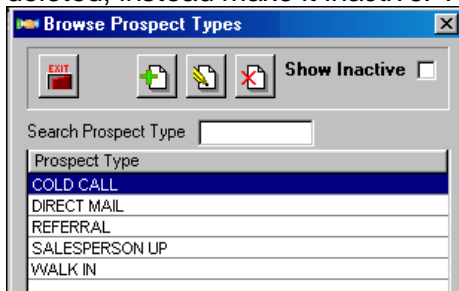 Browse Prospect Types
EXIT
Show Inactive
Search Prospect Type
Prospect Type
COLD CALL
DIRECT MAIL
REFERRAL
SALESPERSON UP
WALK IN